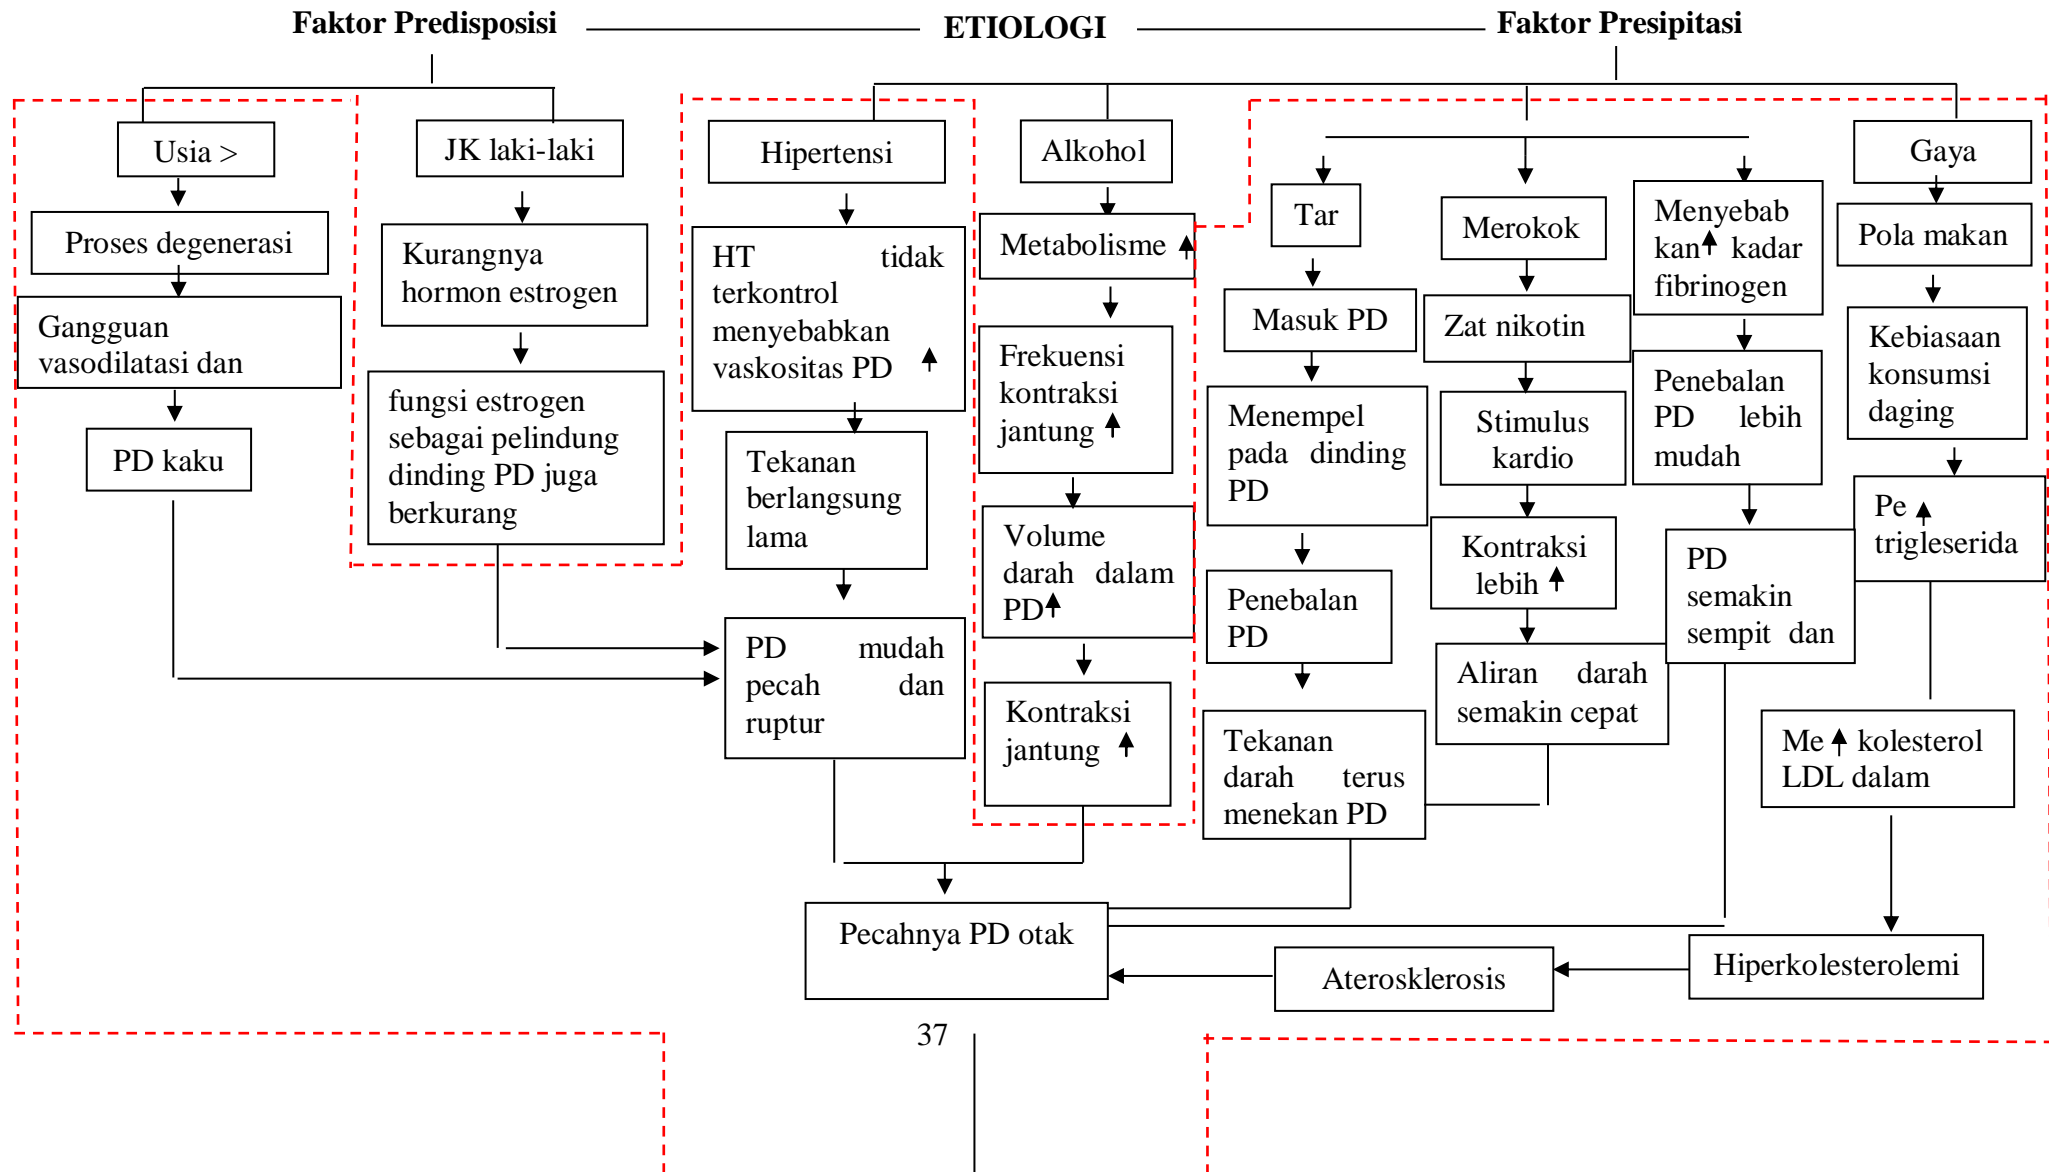 Faktor Predisposisi
ETIOLOGI
Faktor Presipitasi
Usia >
Proses degenerasi
Gangguan
vasodilatasi dan
PD kaku
JK laki-laki
Kurangnya
hormon estrogen
fungsi estrogen
sebagai pelindung
dinding PD juga
berkurang
Hipertensi
HT tidak
terkontrol
menyebabkan
vaskositas PD
Tekanan
berlangsung
lama
PD mudah
pecah dan
ruptur
Alkohol
Metabolisme
Frekuensi
kontraksi
jantung
Volume
darah dalam
PD
Kontraksi
jantung
Tar
Masuk PD
Menempel
pada dinding
PD
Penebalan
PD
Tekanan
darah terus
menekan PD
Merokok
Zat nikotin
Stimulus
kardio
Kontraksi
lebih
Aliran darah
semakin cepat
Menyebab
kan kadar
fibrinogen
Penebalan
PD lebih
mudah
PD
semakin
sempit dan
Gaya
Pola makan
Kebiasaan
konsumsi
daging
Pe
trigleserida
Me kolesterol
LDL dalam
Hiperkolesterolemi
Aterosklerosis
Pecahnya PD otak
37